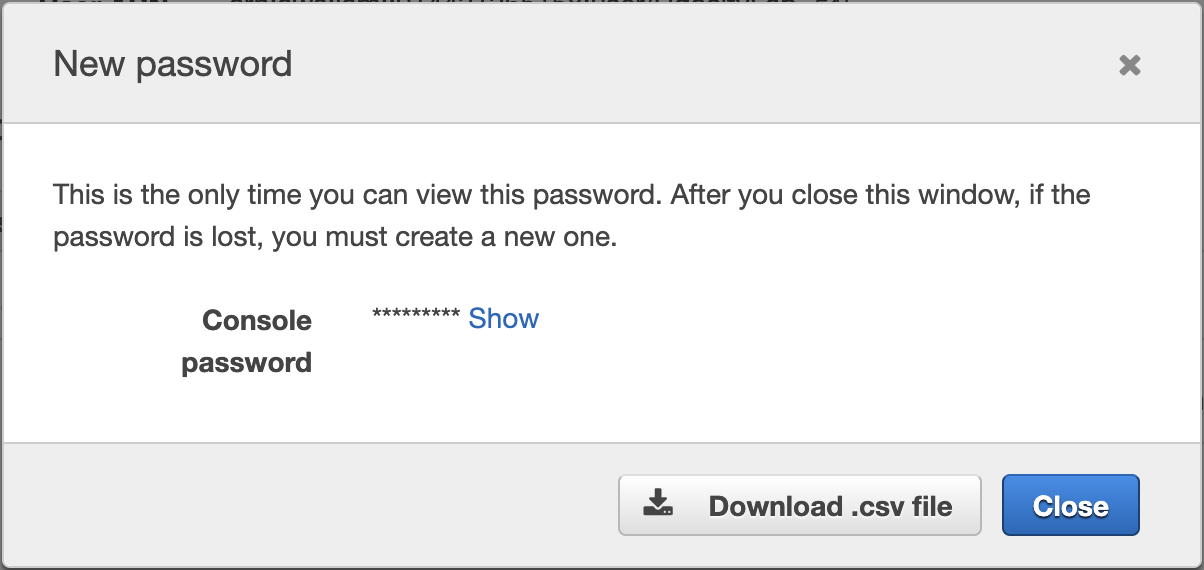 New password
This is the only time you can view this password. After you close this window, if the
password is lost, you must create a new one.
Console
password
********* Show
Download .csv file
Close